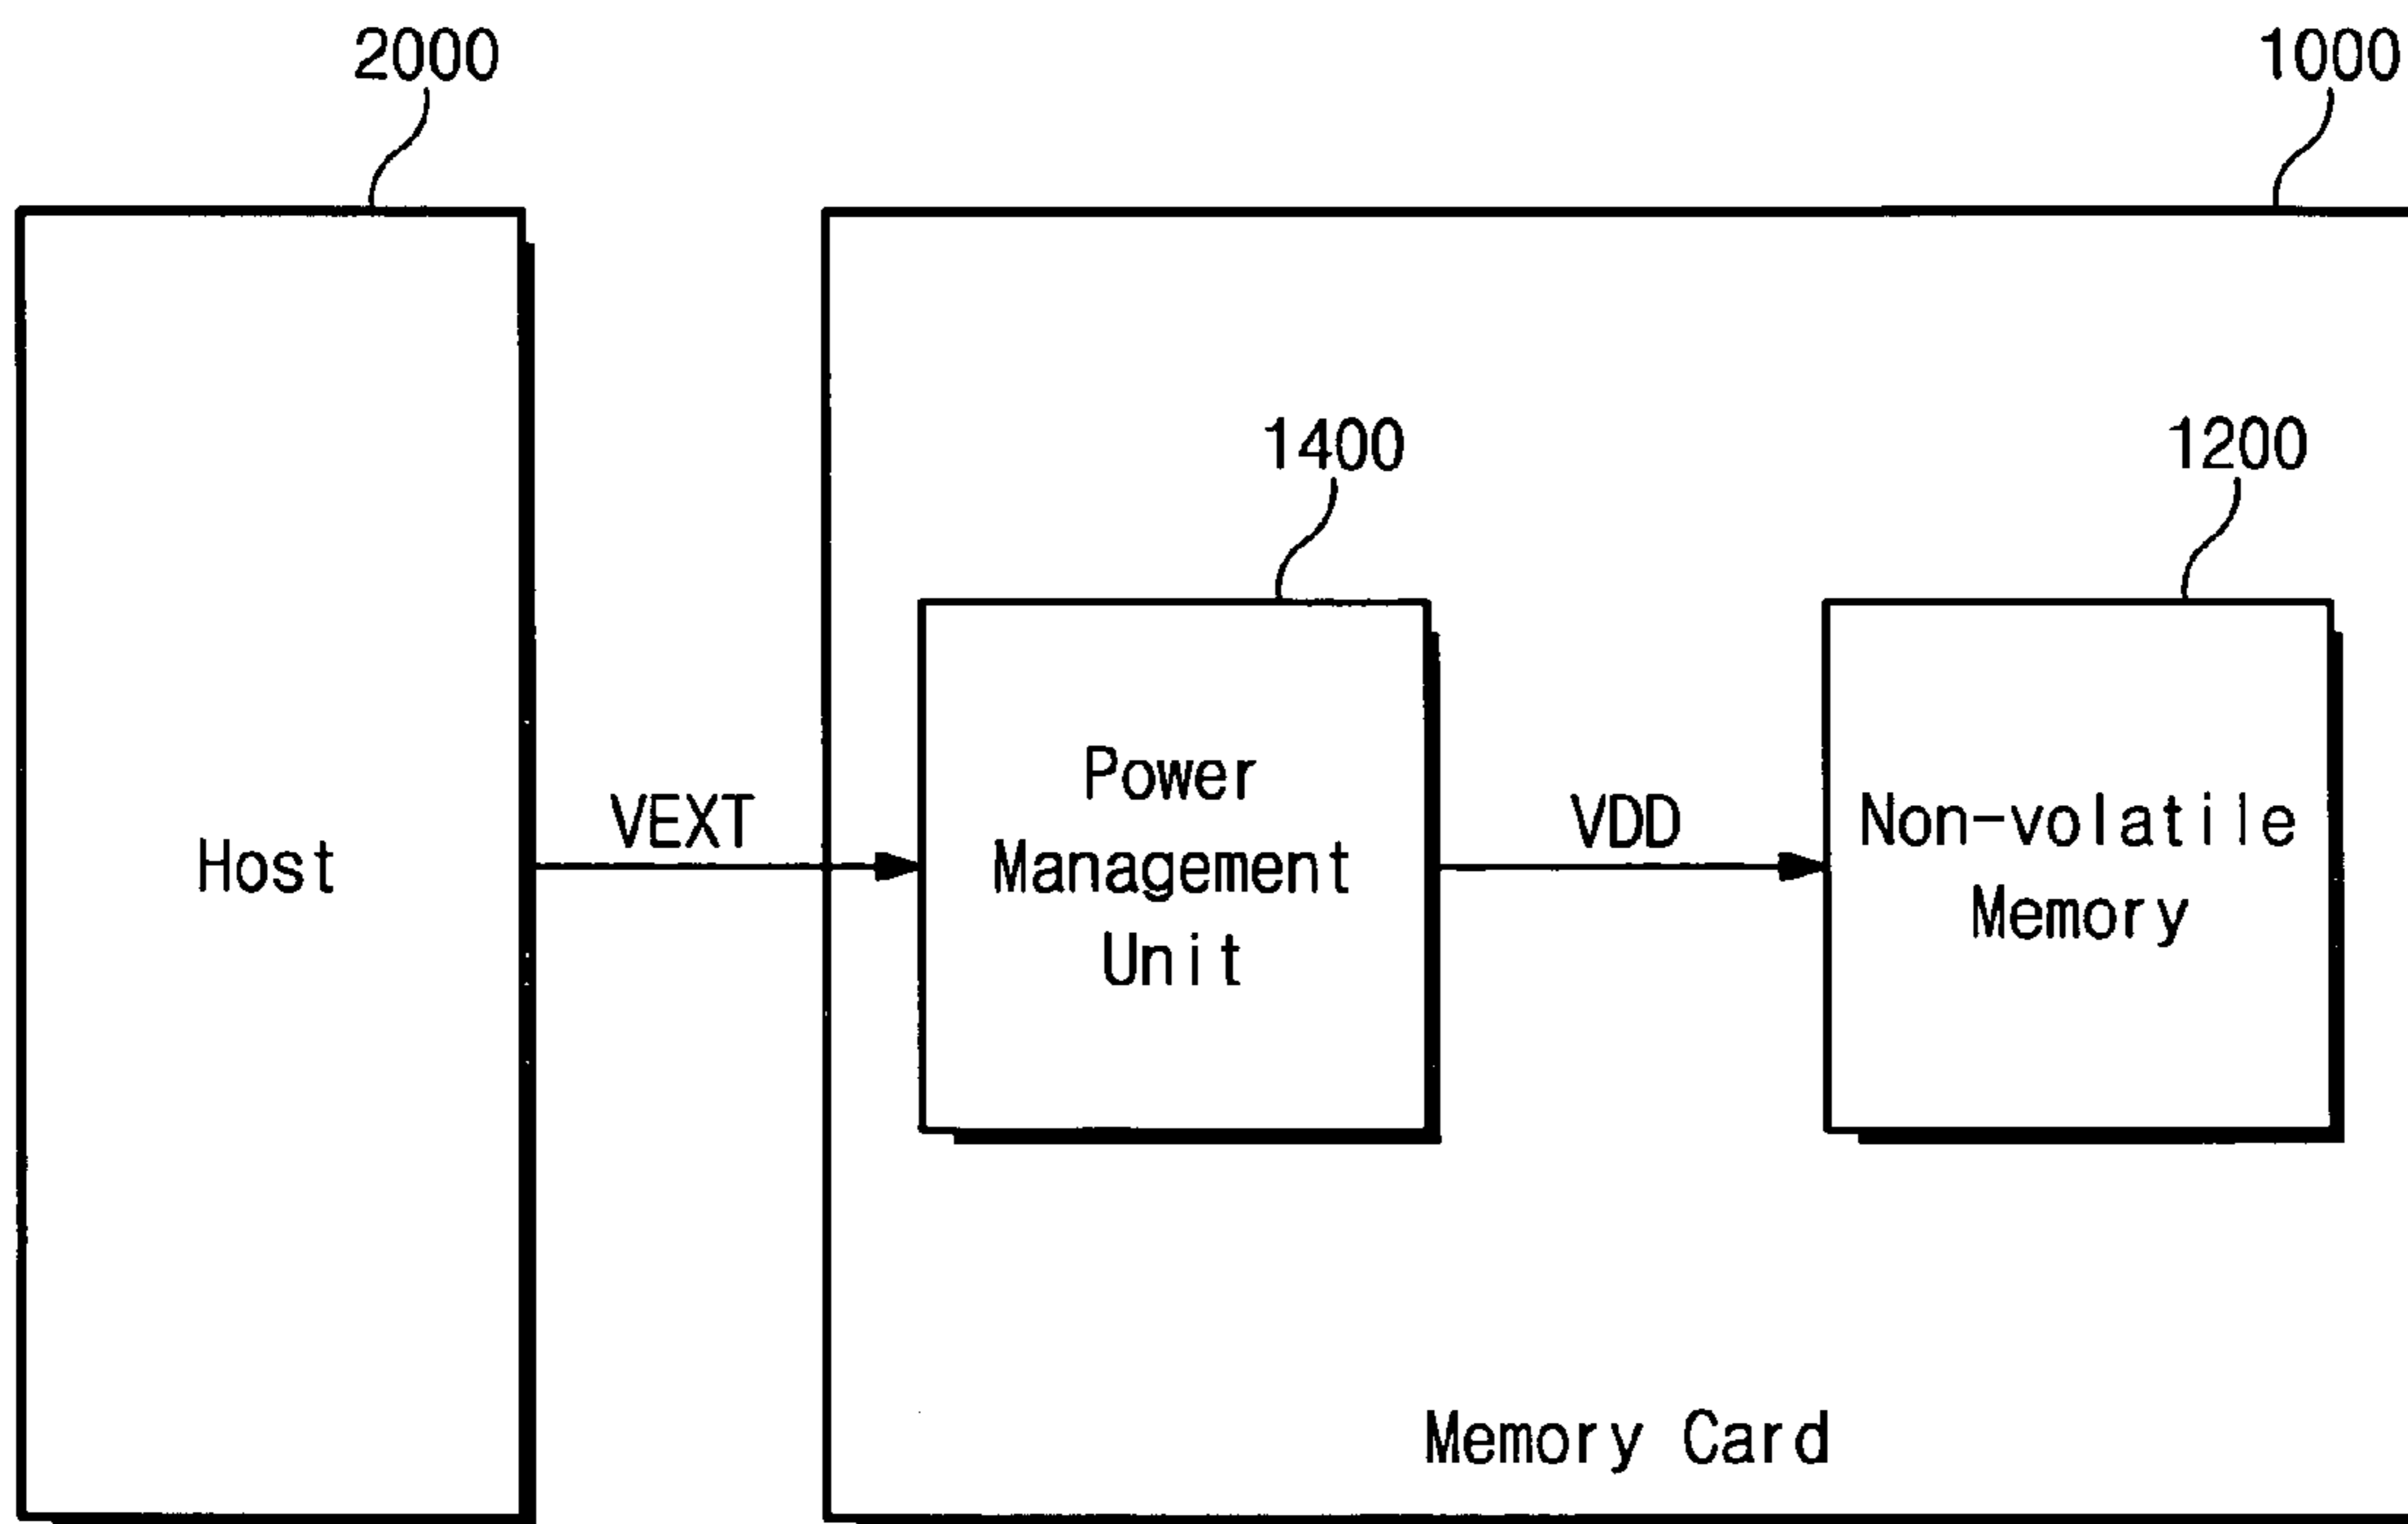 2000
1000
1400
1200
Host
VEXT
Power
Management
Unit
VDD
Non-volatile
Memory
Memory Card